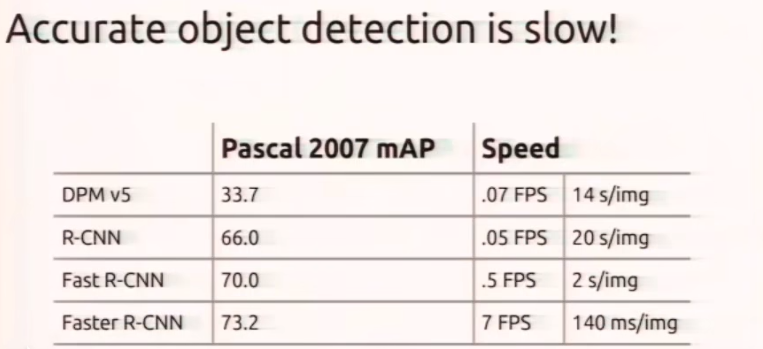 Accurate object detection is slow!
Pascal 2007 mAP Speed
DPM v5 33.7 .07 FPS 14 s/img
R-CNN 66.0 .05 FPS 20 s/img
Fast R-CNN 70.0 .5 FPS 2 s/img
Faster R-CNN 73.2 7 FPS 140 ms/img